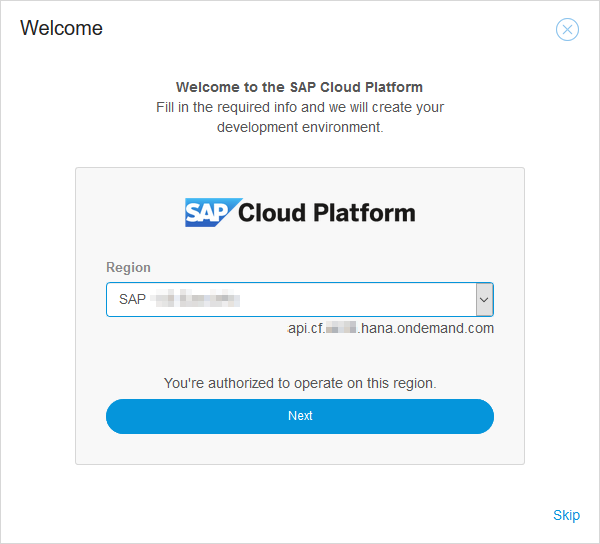 Welcome
Welcome to the SAP Cloud Platform
Fill in the required info and we will create your
development environment.
SAP Cloud Platform
Region
SAP
api.cf. .hana.ondemand.com
You're authorized to operate on this region.
Next
Skip